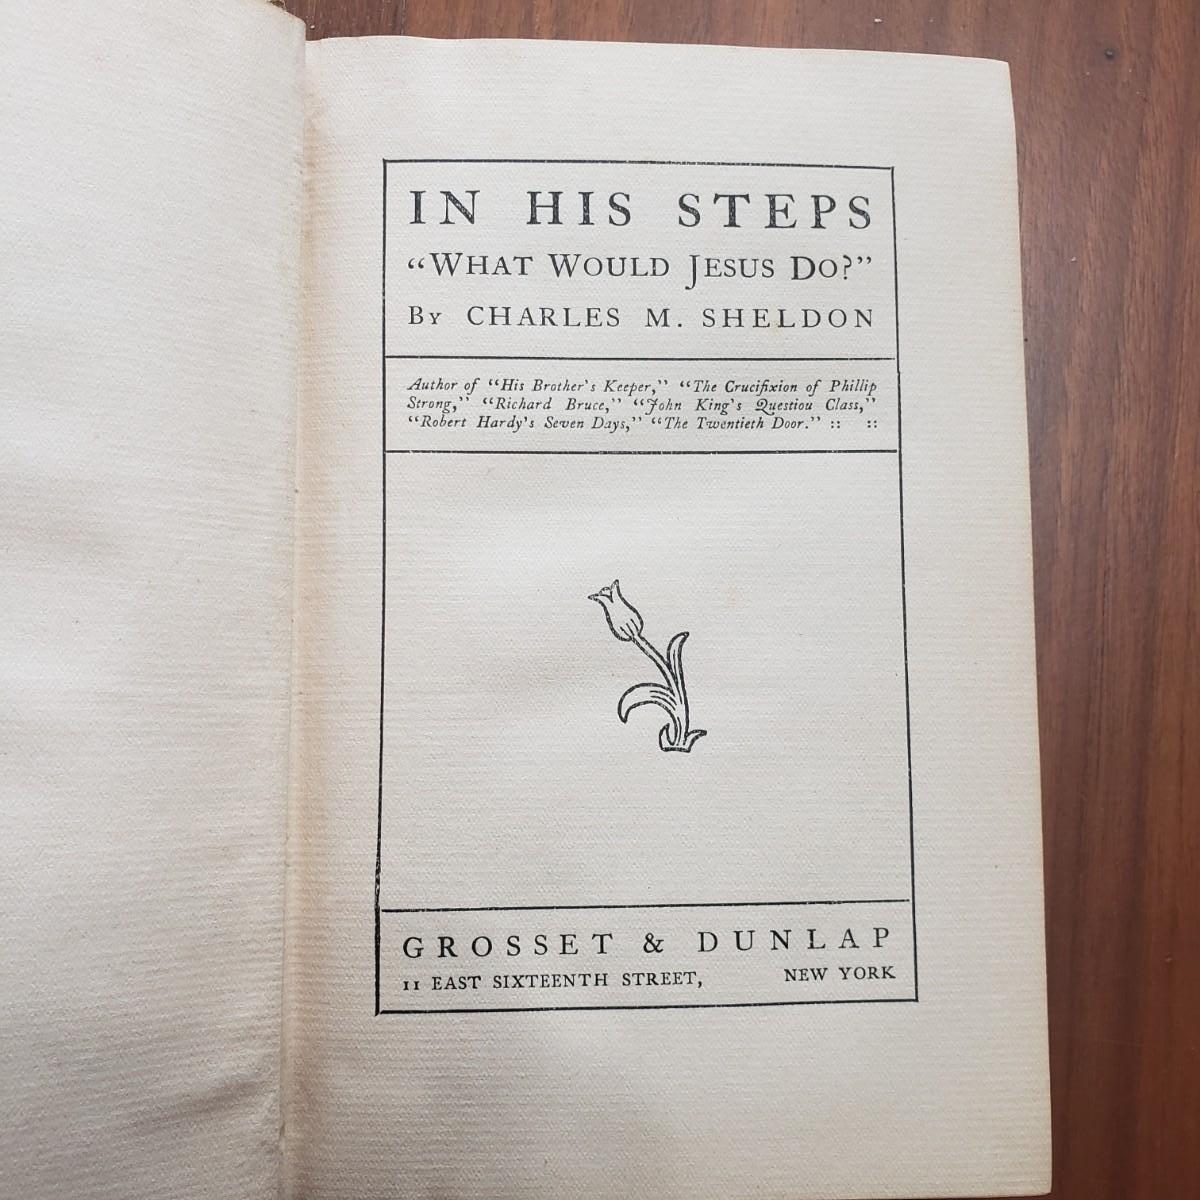 IN HIS STEPS
“WHAT WOULD JESUS DO?”
BY CHARLES M. SHELDON
Author of “His Brother's Keeper,” “The Crucifixion of Phillip
Strong,” “Richard Bruce,” “John King's Questiou Class,”
“Robert Hardy's Seven Days,” “The Twentieth Door.” :: ::
GROSSET & DUNLAP
11 EAST SIXTEENTH STREET, NEW YORK